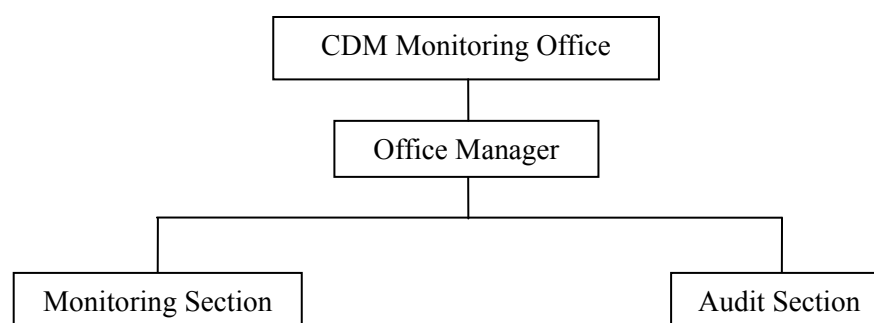 CDM Monitoring Office
Office Manager
Monitoring Section
Audit Section